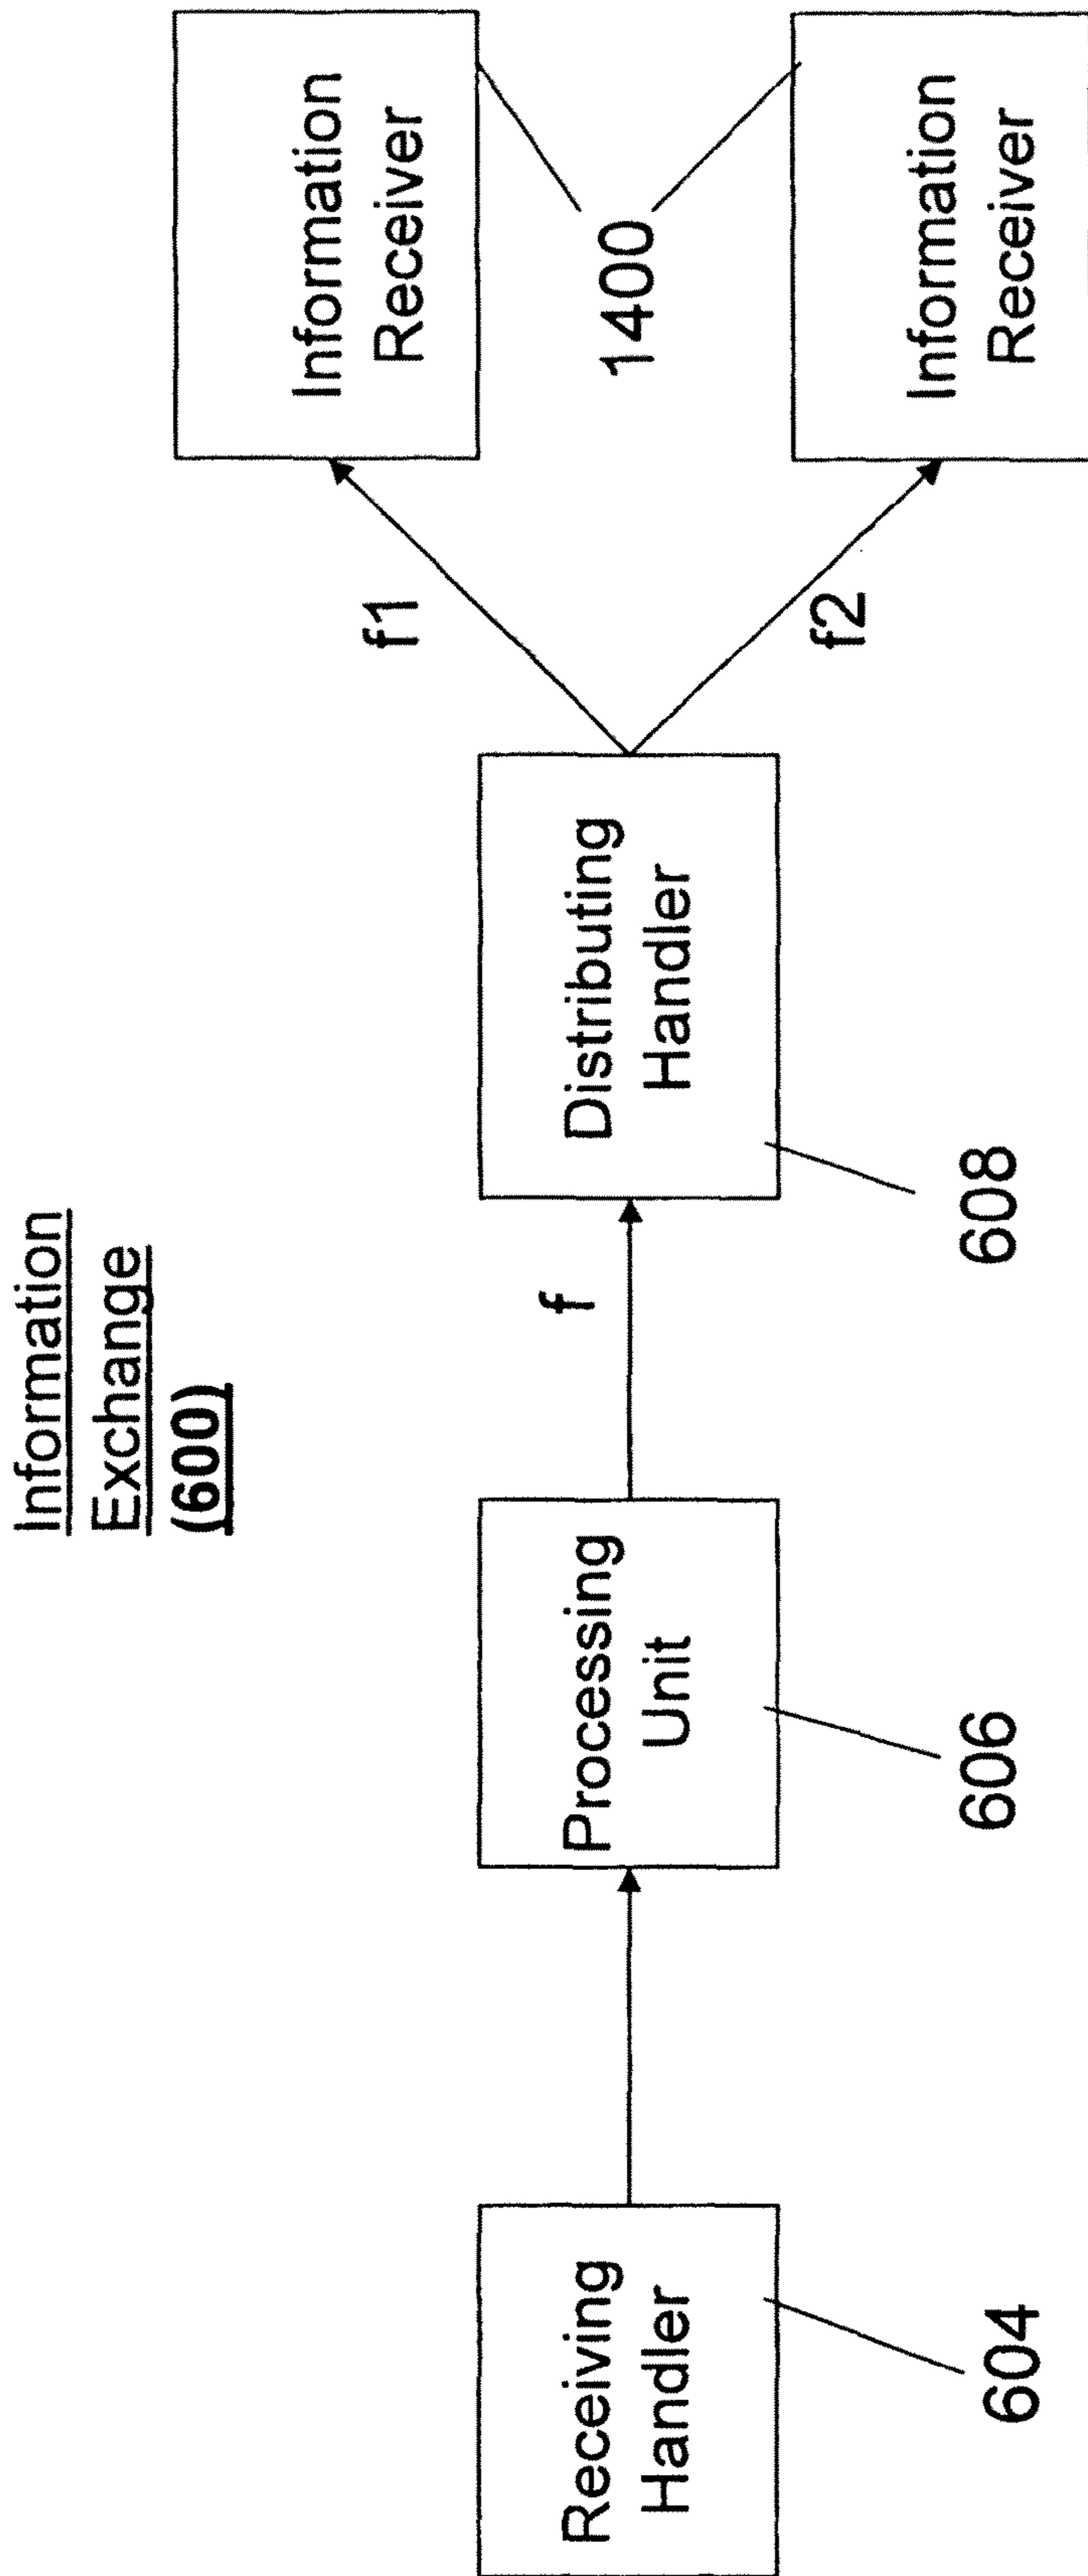 Information
Exchange
(600)
Receiving
Handler
604
Processing
Unit
606
f
Distributing
Handler
608
f1
f2
Information
Receiver
1400
Information
Receiver